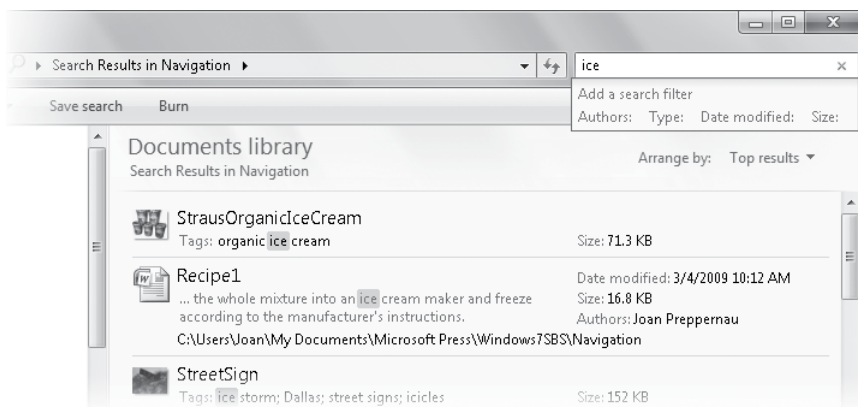 Search Results in Navigation
ice
Add a search filter
Authors: Type: Date modified: Size:
Save search Burn
Documents library
Search Results in Navigation
Arrange by: Top results
StrausOrganicIceCream
Tags: organic ice cream
Size: 71.3 KB
Recipe1
... the whole mixture into an ice cream maker and freeze
according to the manufacturer's instructions.
C:\Users\Joan\My Documents\Microsoft Press\Windows7SBS\Navigation
Date modified: 3/4/2009 10:12 AM
Size: 16.8 KB
Authors: Joan Preppernau
StreetSign
Tags: ice storm; Dallas; street signs; icicles
Size: 152 KB